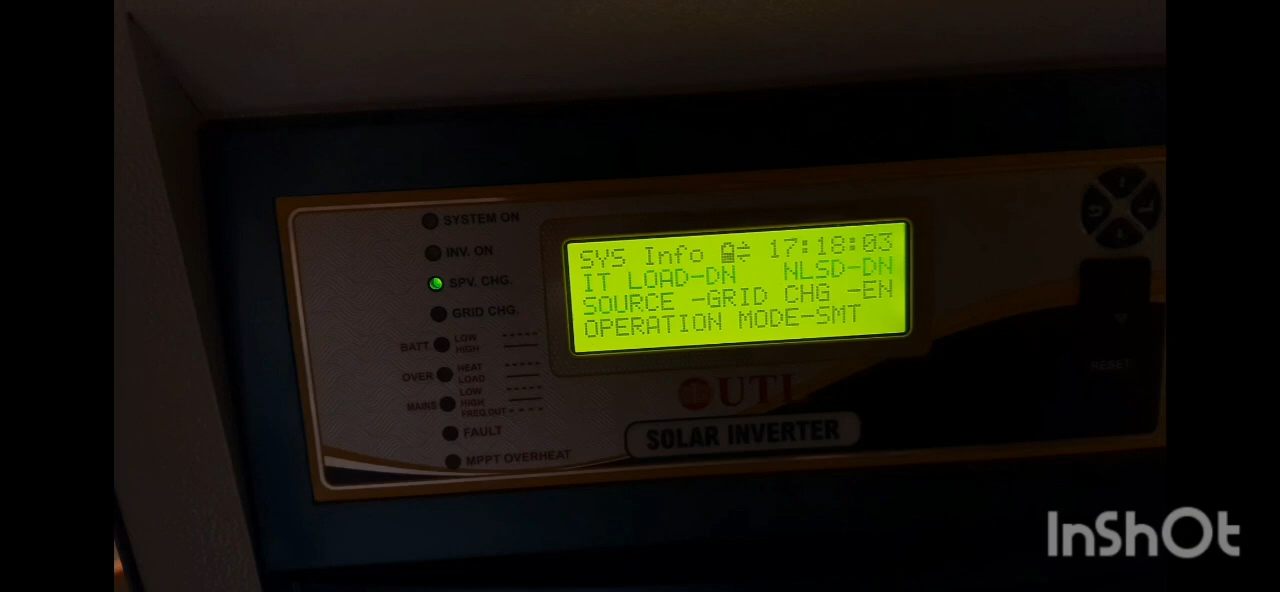 SYSTEM ON
INV. ON
SPV. CHG.
GRID CHG.
BATT. LOW
HIGH
OVER HEAT
LOAD
MAINS LOW
HIGH
FREQ.OUT
FAULT
MPPT OVERHEAT
SYS Info 17:18:03
IT LOAD-DN NLSD-DN
SOURCE -GRID CHG -EN
OPERATION MODE-SMT
UTL
SOLAR INVERTER
RESET
InShOt